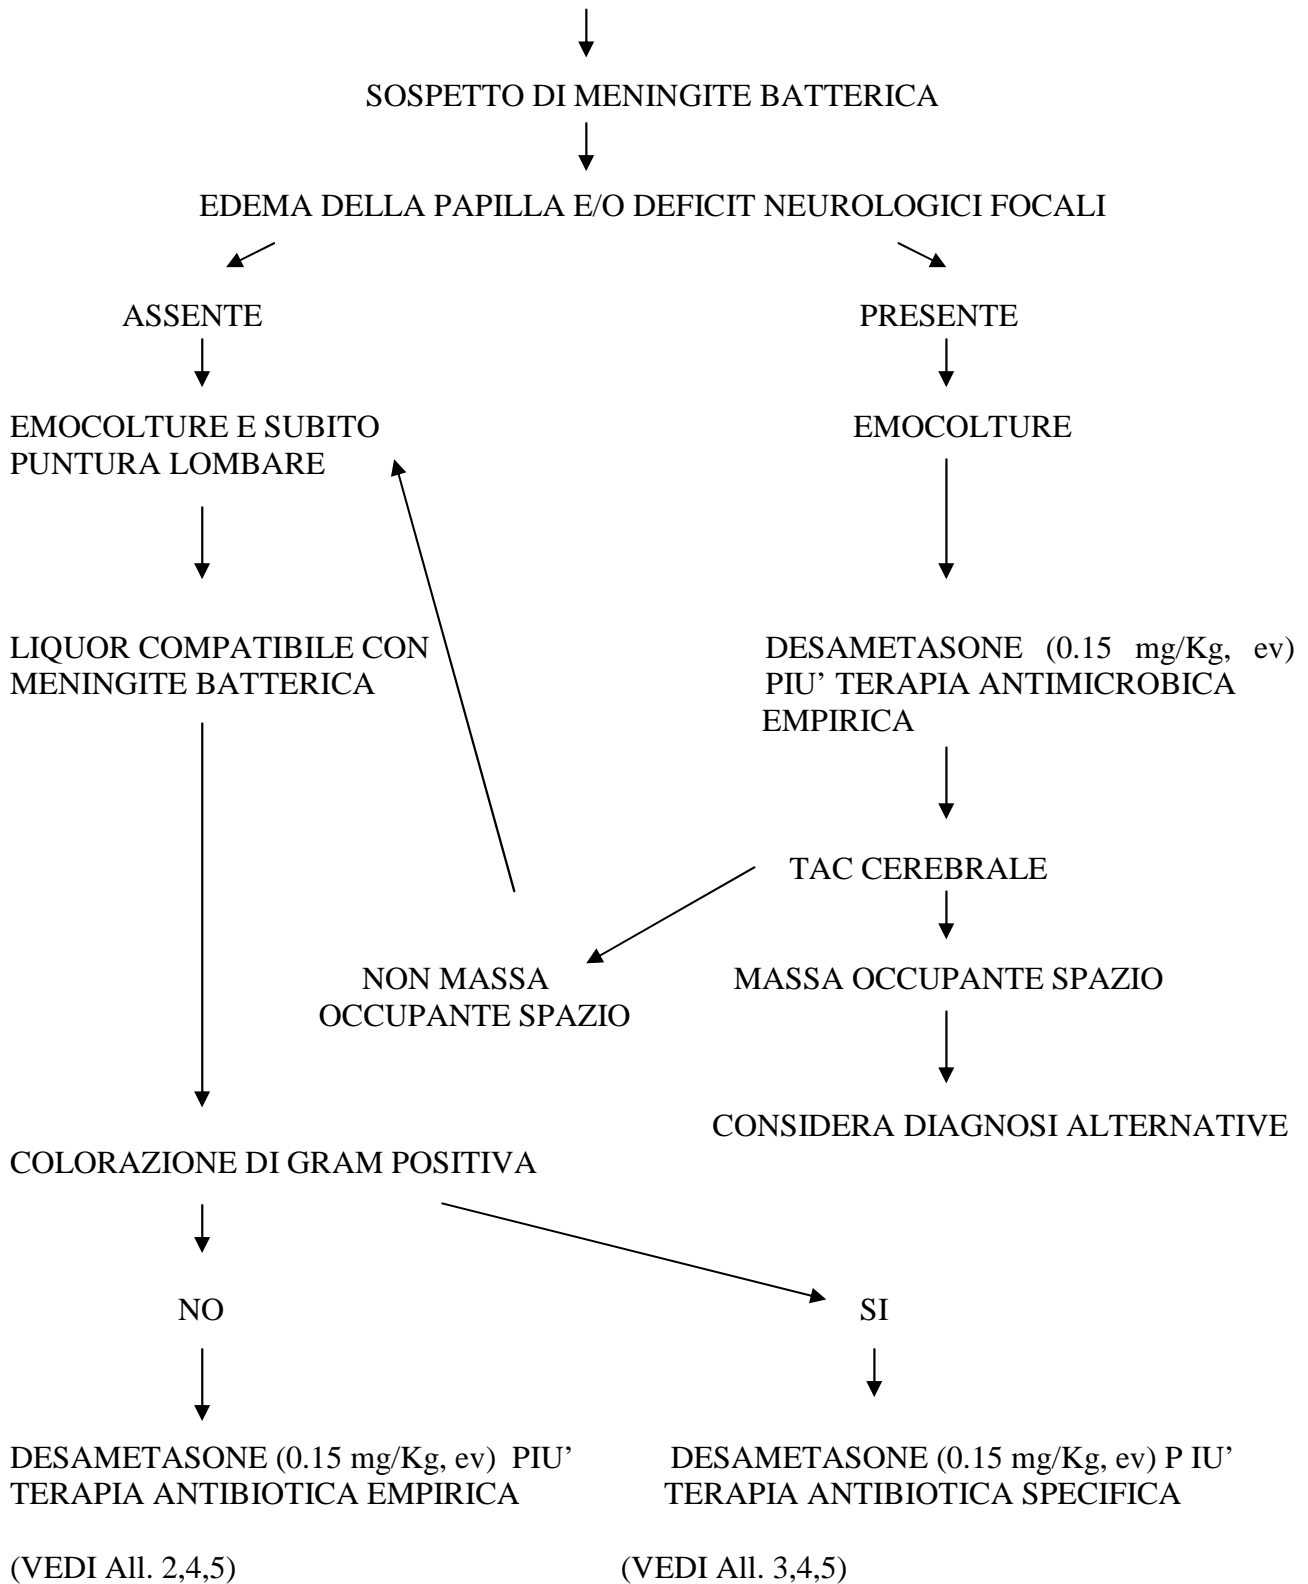 SOSPETTO DI MENINGITE BATTERICA
EDEMA DELLA PAPILLA E/O DEFICIT NEUROLOGICI FOCALI
ASSENTE
PRESENTE
EMOCOLTURE E SUBITO
PUNTURA LOMBARE
EMOCOLTURE
LIQUOR COMPATIBILE CON
MENINGITE BATTERICA
DESAMETASONE (0.15 mg/Kg, ev)
PIU’ TERAPIA ANTIMICROBICA
EMPIRICA
TAC CEREBRALE
NON MASSA
OCCUPANTE SPAZIO
MASSA OCCUPANTE SPAZIO
CONSIDERA DIAGNOSI ALTERNATIVE
COLORAZIONE DI GRAM POSITIVA
NO
SI
DESAMETASONE (0.15 mg/Kg, ev) PIU’
TERAPIA ANTIBIOTICA EMPIRICA
(VEDI All. 2,4,5)
DESAMETASONE (0.15 mg/Kg, ev) P IU’
TERAPIA ANTIBIOTICA SPECIFICA
(VEDI All. 3,4,5)